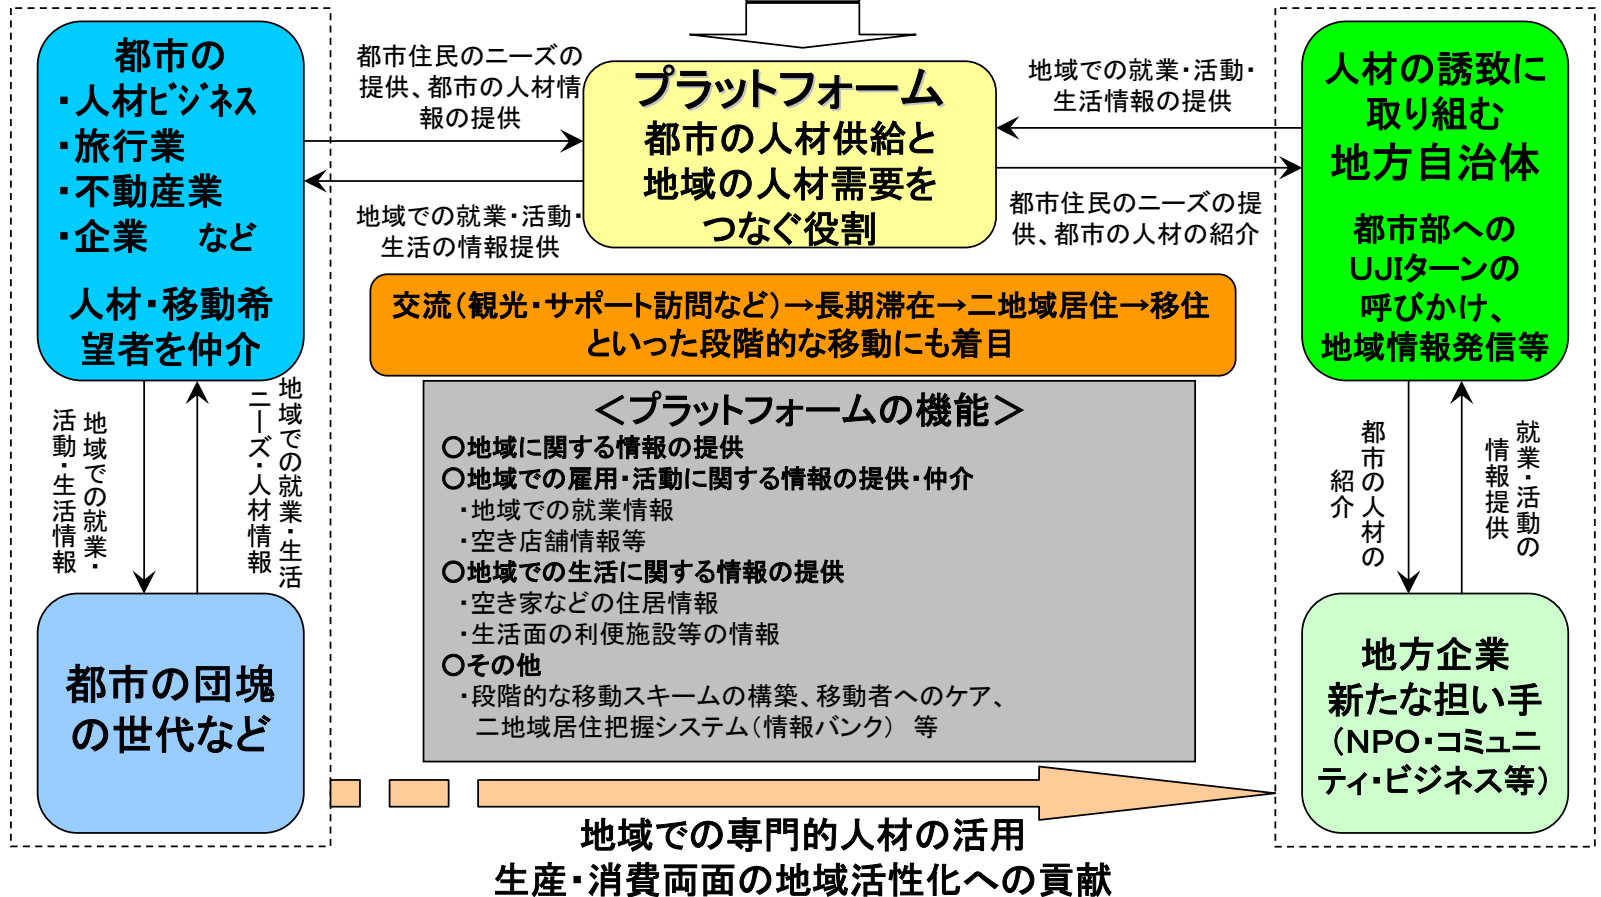 都市の
・人材ビジネス
・旅行業
・不動産業
・企業　など
人材・移動希
望者を仲介
都市住民のニーズの
提供、都市の人材情
報の提供
地域での就業・活動・
生活の情報提供
プラットフォーム
都市の人材供給と
地域の人材需要を
つなぐ役割
地域での就業・活動・
生活情報の提供
都市住民のニーズの提
供、都市の人材の紹介
人材の誘致に
取り組む
地方自治体
都市部への
UJIターンの
呼びかけ、
地域情報発信等
交流（観光・サポート訪問など）→長期滞在→二地域居住→移住
といった段階的な移動にも着目
＜プラットフォームの機能＞
○地域に関する情報の提供
○地域での雇用・活動に関する情報の提供・仲介
・地域での就業情報
・空き店舗情報等
○地域での生活に関する情報の提供
・空き家などの住居情報
・生活面の利便施設等の情報
○その他
・段階的な移動スキームの構築、移動者へのケア、
二地域居住把握システム（情報バンク）　等
地域での就業・
活動・生活情報
地域での就業・生活
ニーズ・人材情報
都市の人材の
紹介
就業・活動の
情報提供
都市の団塊
の世代など
地方企業
新たな担い手
（NPO・コミュニ
ティ・ビジネス等）
地域での専門的人材の活用
生産・消費両面の地域活性化への貢献